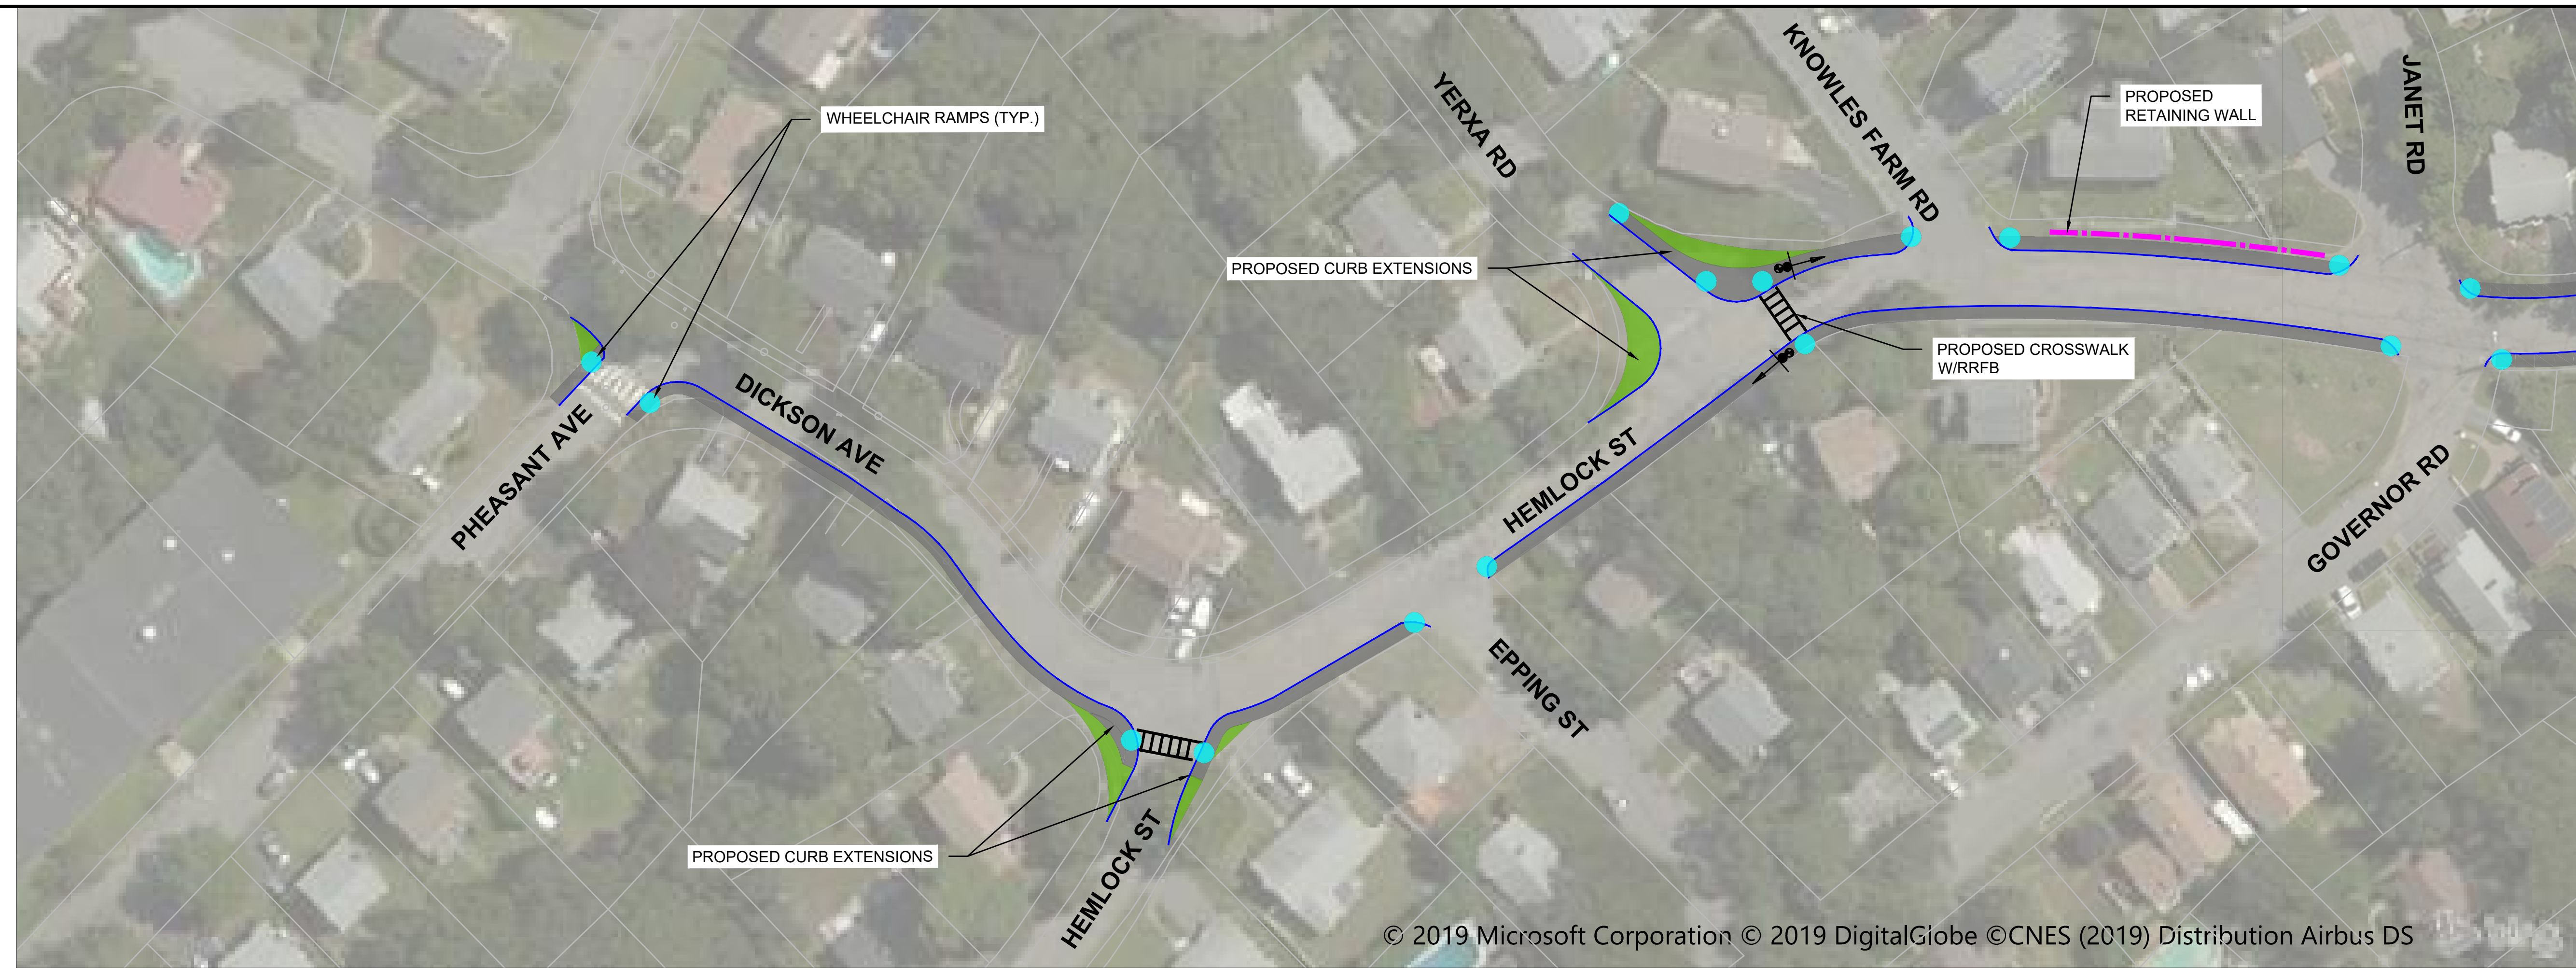 KNOWLES FARM RD
JANET RD
YERXA RD
PROPOSED
RETAINING WALL
WHEELCHAIR RAMPS (TYP.)
PROPOSED CURB EXTENSIONS
PROPOSED CROSSWALK
W/RRFB
DICKSON AVE
PHEASANT AVE
HEMLOCK ST
GOVERNOR RD
EPPING ST
PROPOSED CURB EXTENSIONS
HEMLOCK ST
© 2019 Microsoft Corporation © 2019 DigitalGlobe ©CNES (2019) Distribution Airbus DS